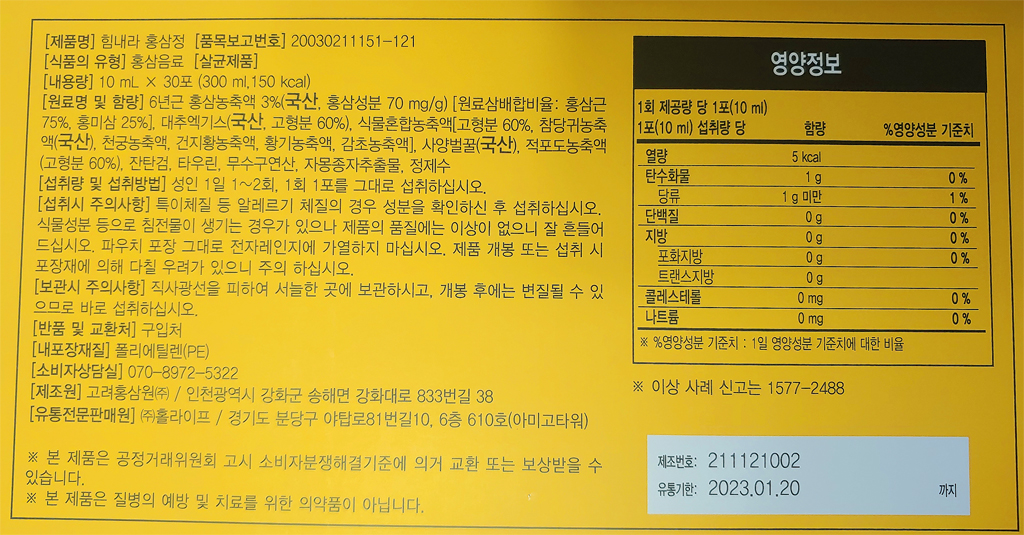 [제품명] 힘내라 홍삼정 [품목보고번호] 20030211151-121
[식품의 유형] 홍삼음료 [살균제품]
[내용량] 10 mL × 30포 (300 ml,150 kcal)
[원료명 및 함량] 6년근 홍삼농축액 3%(국산, 홍삼성분 70 mg/g) [원료삼배합비율: 홍삼근
75%, 홍미삼 25%], 대추엑기스(국산, 고형분 60%), 식물혼합농축액[고형분 60%, 참당귀농축
액(국산), 천궁농축액, 건지황농축액, 황기농축액, 감초농축액], 사양벌꿀(국산), 적포도농축액
(고형분 60%), 잔탄검, 타우린, 무수구연산, 자몽종자추출물, 정제수
[섭취량 및 섭취방법] 성인 1일 1~2회, 1회 1포를 그대로 섭취하십시오.
[섭취시 주의사항] 특이체질 등 알레르기 체질의 경우 성분을 확인하신 후 섭취하십시오.
식물성분 등으로 침전물이 생기는 경우가 있으나 제품의 품질에는 이상이 없으니 잘 흔들어
드십시오. 파우치 포장 그대로 전자레인지에 가열하지 마십시오. 제품 개봉 또는 섭취 시
포장재에 의해 다칠 우려가 있으니 주의 하십시오.
[보관시 주의사항] 직사광선을 피하여 서늘한 곳에 보관하시고, 개봉 후에는 변질될 수 있
으므로 바로 섭취하십시오.
[반품 및 교환처] 구입처
[내포장재질] 폴리에틸렌(PE)
[소비자상담실] 070-8972-5322
[제조원] 고려홍삼원㈜ / 인천광역시 강화군 송해면 강화대로 833번길 38
[유통전문판매원] ㈜홀라이프 / 경기도 분당구 야탑로81번길10, 6층 610호(아미고타워)
※ 본 제품은 공정거래위원회 고시 소비자분쟁해결기준에 의거 교환 또는 보상받을 수
있습니다.
※ 본 제품은 질병의 예방 및 치료를 위한 의약품이 아닙니다.
영양정보
1회 제공량 당 1포(10 ml)
1포(10 ml) 섭취량 당 함량 %영양성분 기준치
열량 5 kcal
탄수화물 1 g 0 %
당류 1 g 미만 1 %
단백질 0 g 0 %
지방 0 g 0 %
포화지방 0 g 0 %
트랜스지방 0 g
콜레스테롤 0 mg 0 %
나트륨 0 mg 0 %
※ %영양성분 기준치 : 1일 영양성분 기준치에 대한 비율
※ 이상 사례 신고는 1577-2488
제조번호: 211121002
유통기한: 2023.01.20 까지